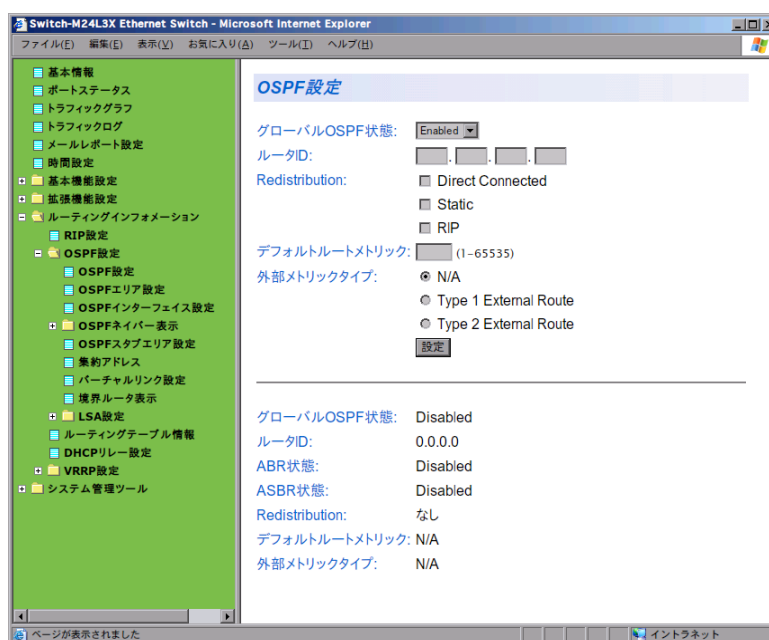 Switch-M24L3X Ethernet Switch - Microsoft Internet Explorer
ファイル(F) 編集(E) 表示(V) お気に入り(A) ツール(T) ヘルプ(H)
基本情報
ポートステータス
トラフィックグラフ
トラフィックログ
メールレポート設定
時間設定
基本機能設定
拡張機能設定
ルーティングインフォメーション
RIP設定
OSPF設定
OSPF設定
OSPFエリア設定
OSPFインターフェイス設定
OSPFネイバー表示
OSPFスタブエリア設定
集約アドレス
バーチャルリンク設定
境界ルータ表示
LSA設定
ルーティングテーブル情報
DHCPリレー設定
VRRP設定
システム管理ツール
OSPF設定
グローバルOSPF状態: Enabled
ルータID: . . .
Redistribution: Direct Connected
Static
RIP
デフォルトルートメトリック: (1-65535)
外部メトリックタイプ: N/A
Type 1 External Route
Type 2 External Route
設定
グローバルOSPF状態: Disabled
ルータID: 0.0.0.0
ABR状態: Disabled
ASBR状態: Disabled
Redistribution: なし
デフォルトルートメトリック: N/A
外部メトリックタイプ: N/A
ページが表示されました イントラネット